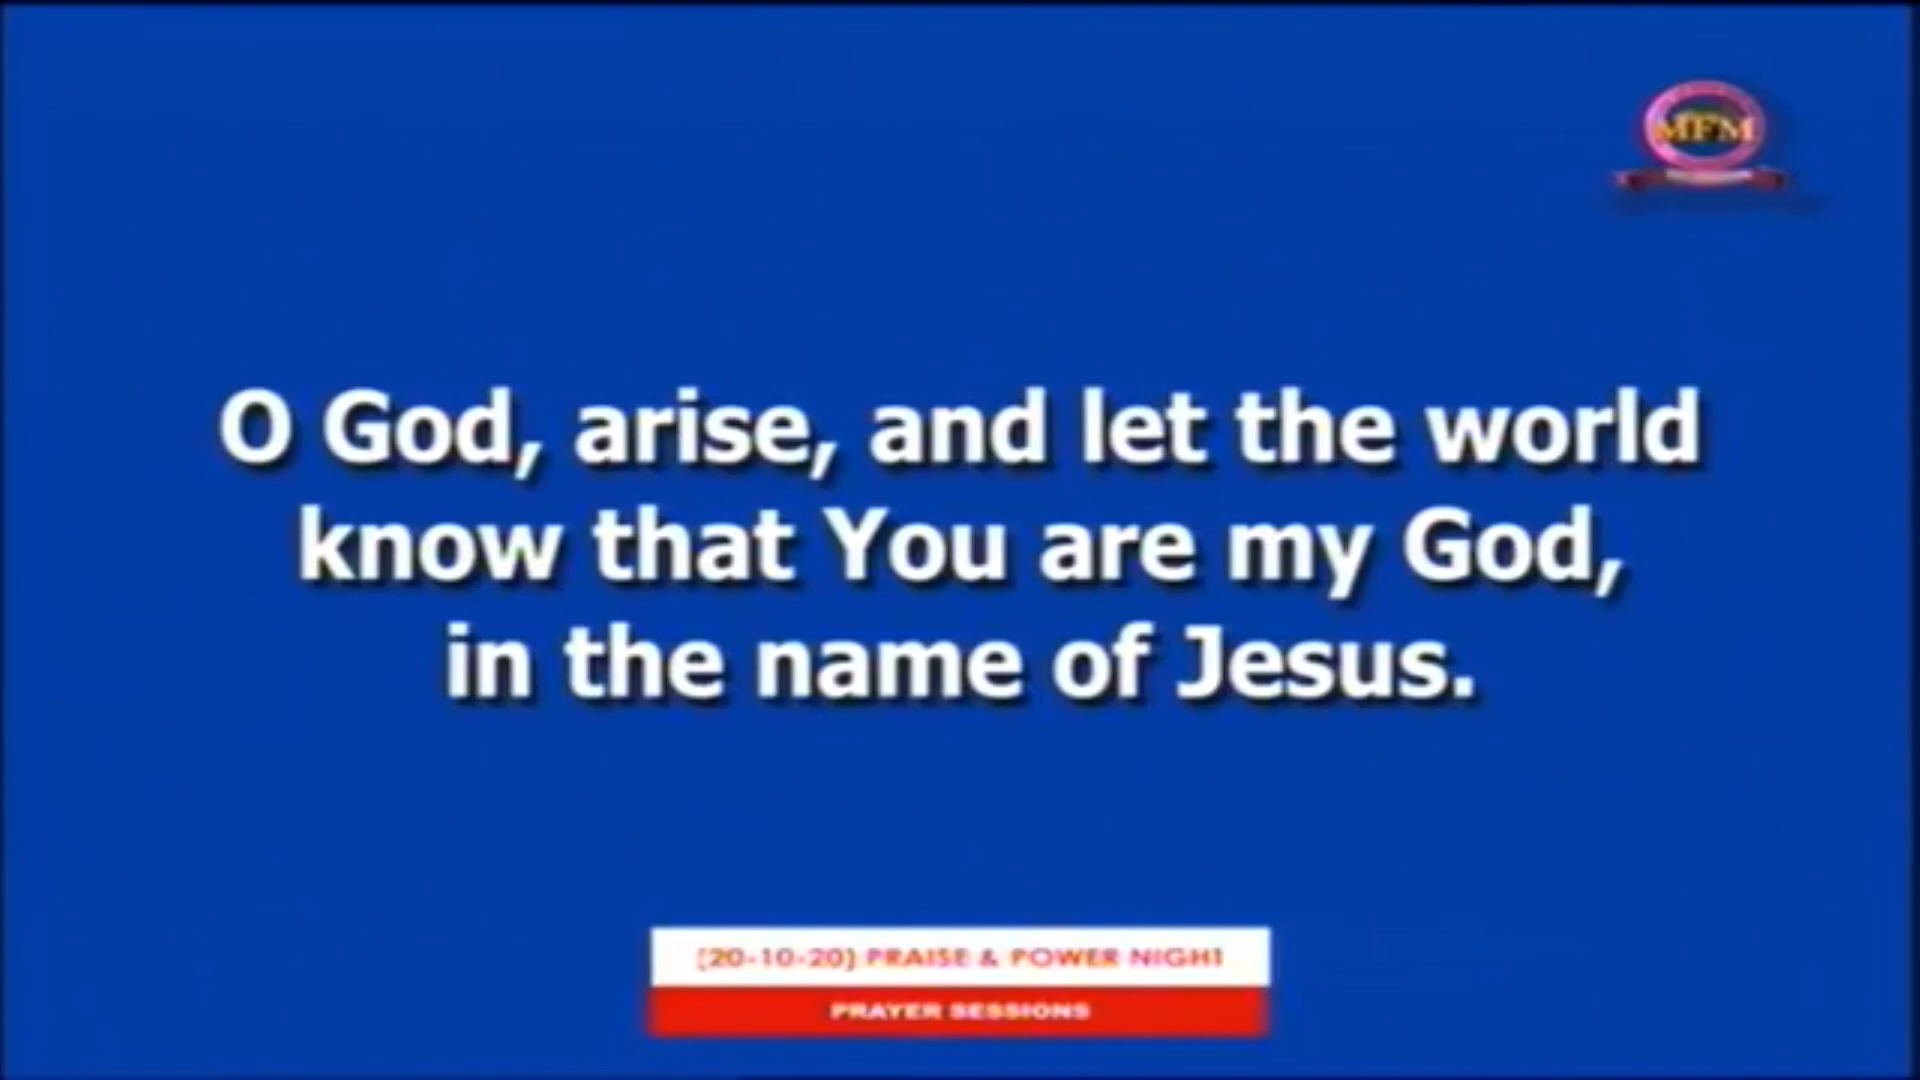 MFM
O God, arise, and let the world
know that You are my God,
in the name of Jesus.
[20-10-20] PRAISE & POWER NIGHT
PRAYER SESSIONS